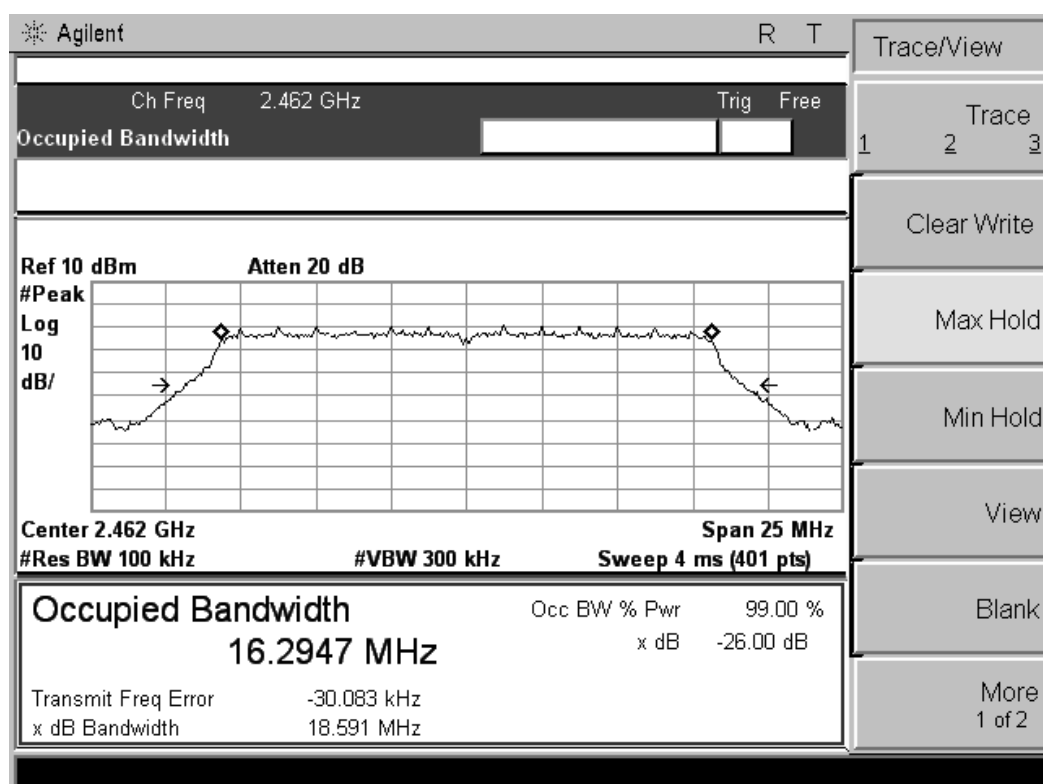 Agilent R T
Trace/View
Ch Freq 2.462 GHz Trig Free
Occupied Bandwidth
Trace
1 2 3
Clear Write
Ref 10 dBm Atten 20 dB
#Peak
Log
10
dB/
Max Hold
Min Hold
View
Center 2.462 GHz Span 25 MHz
#Res BW 100 kHz #VBW 300 kHz Sweep 4 ms (401 pts)
Occupied Bandwidth
16.2947 MHz
Occ BW % Pwr 99.00 %
x dB -26.00 dB
Transmit Freq Error -30.083 kHz
x dB Bandwidth 18.591 MHz
Blank
More
1 of 2